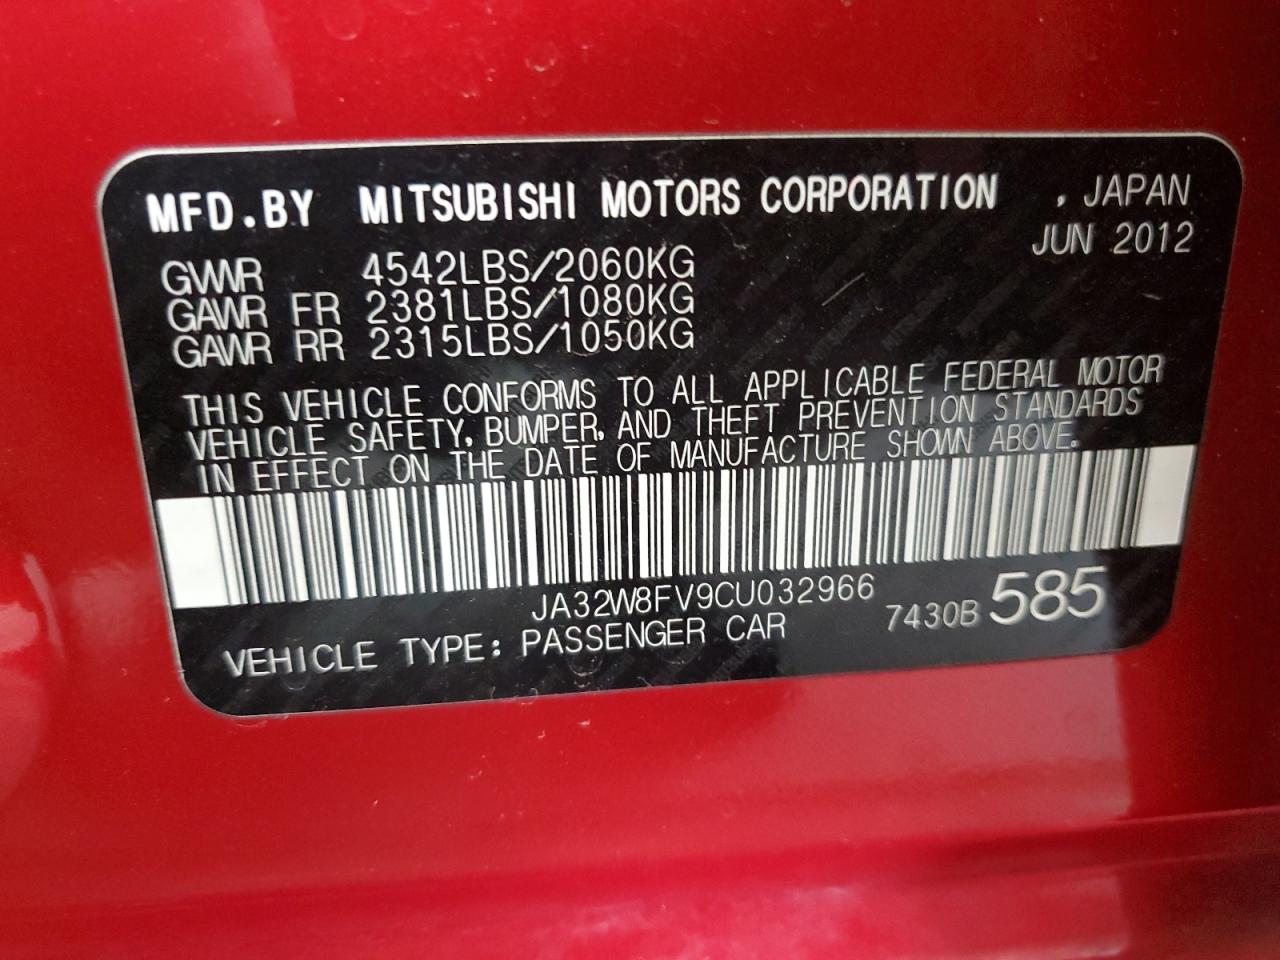 MFD.BY MITSUBISHI MOTORS CORPORATION , JAPAN
JUN 2012
GVWR 4542LBS/2060KG
GAWR FR 2381LBS/1080KG
GAWR RR 2315LBS/1050KG
THIS VEHICLE CONFORMS TO ALL APPLICABLE FEDERAL MOTOR
VEHICLE SAFETY, BUMPER, AND THEFT PREVENTION STANDARDS
IN EFFECT ON THE DATE OF MANUFACTURE SHOWN ABOVE.
JA32W8FV9CU032966
7430B 585
VEHICLE TYPE: PASSENGER CAR